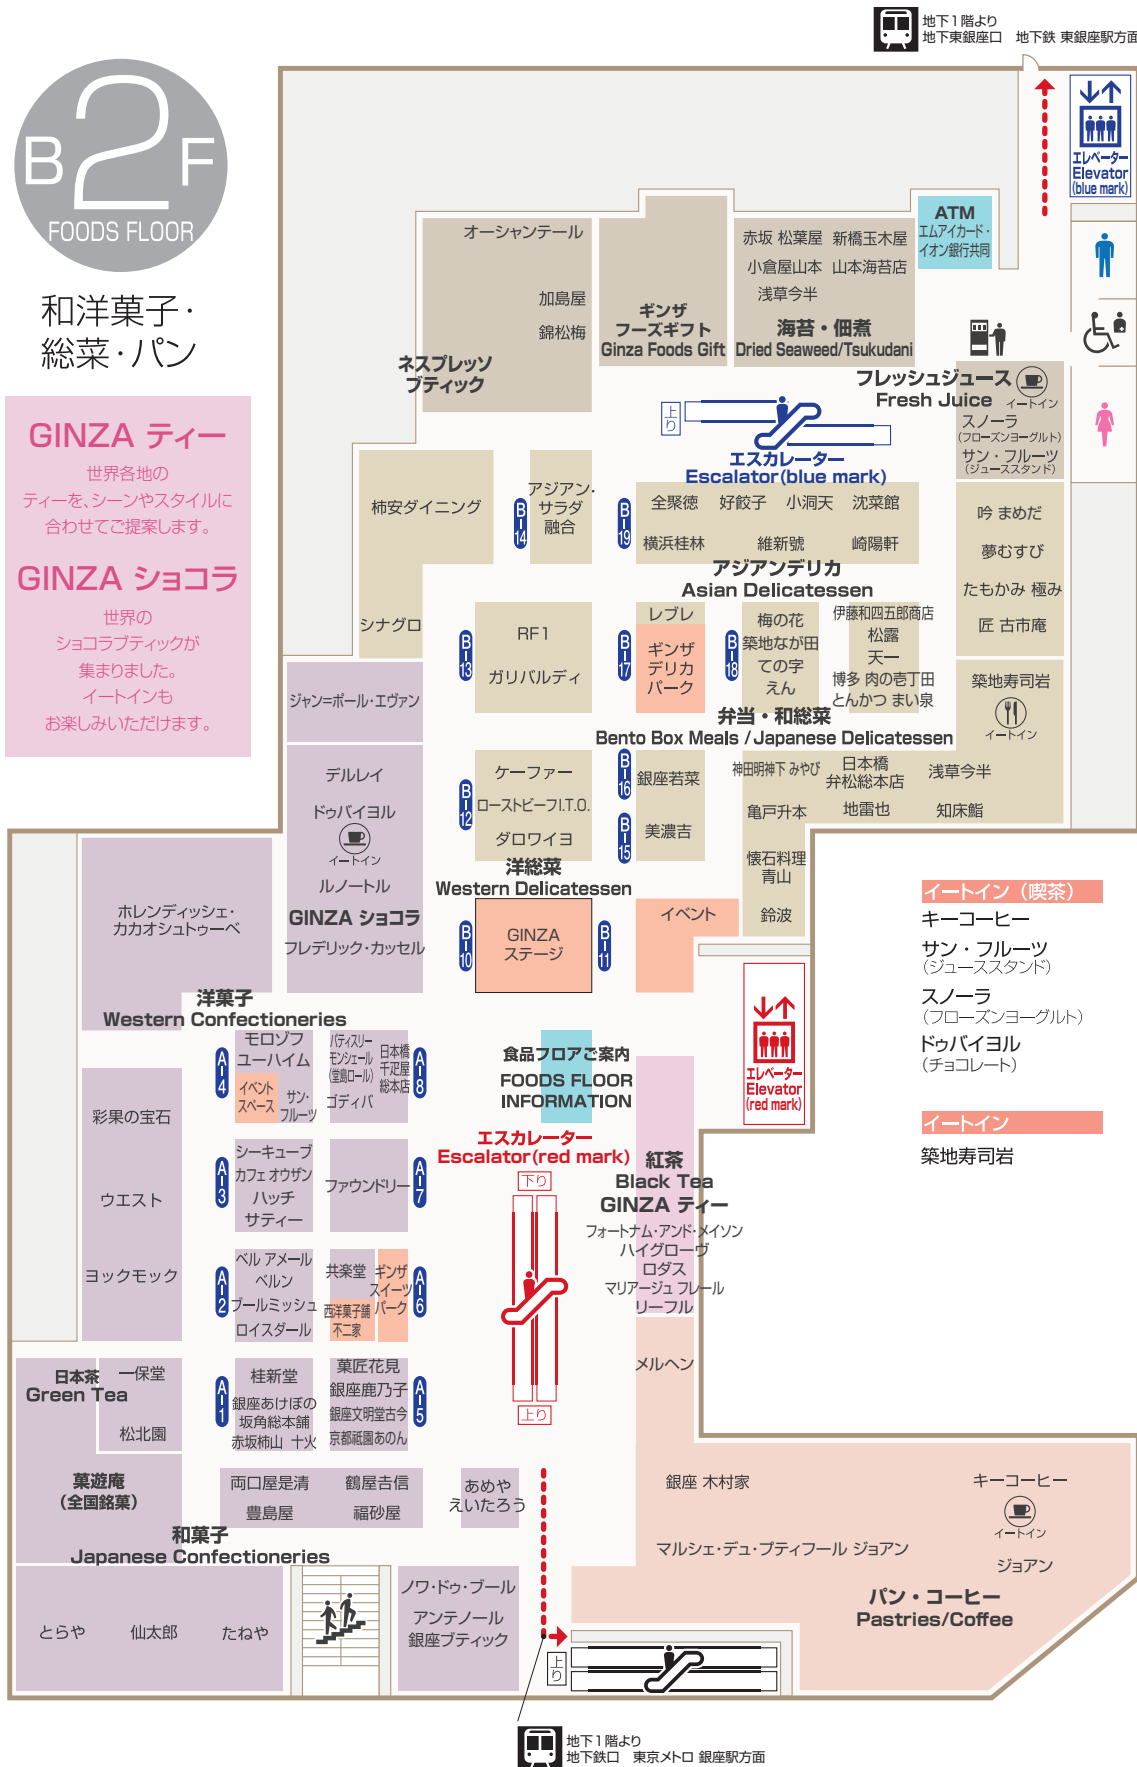 地下1階より
地下東銀座口　地下鉄 東銀座駅方面
B2F
FOODS FLOOR
和洋菓子・
総菜・パン
GINZA ティー
世界各地の
ティーを、シーンやスタイルに
合わせてご提案します。
GINZA ショコラ
世界の
ショコラブティックが
集まりました。
イートインも
お楽しみいただけます。
エレベーター
Elevator
(blue mark)
ATM
エムアイカード・
イオン銀行共同
オーシャンテール
加島屋
錦松梅
ネスプレッソ
ブティック
ギンザ
フーズギフト
Ginza Foods Gift
赤坂 松葉屋　新橋玉木屋
小倉屋山本　山本海苔店
浅草今半
海苔・佃煮
Dried Seaweed/Tsukudani
フレッシュジュース
Fresh Juice
イートイン
スノーラ
(フローズンヨーグルト)
サン・フルーツ
(ジューススタンド)
上り
エスカレーター
Escalator(blue mark)
柿安ダイニング
シナグロ
B-14
アジアン・
サラダ
融合
B-19
全聚徳　好餃子　小洞天　沈菜館
横浜桂林　維新號　崎陽軒
アジアンデリカ
Asian Delicatessen
吟 まめだ
夢むすび
たもかみ 極み
匠 古市庵
B-13
RF1
ガリバルディ
B-17
レブレ
ギンザ
デリカ
パーク
B-18
梅の花
築地なが田
ての字
えん
伊藤和四五郎商店
松露
天一
博多 肉の壱丁田
とんかつ まい泉
築地寿司岩
イートイン
弁当・和総菜
Bento Box Meals / Japanese Delicatessen
ジャン=ポール・エヴァン
デルレイ
ドゥバイヨル
イートイン
ルノートル
GINZA ショコラ
フレデリック・カッセル
B-12
ケーファー
ローストビーフI.T.O.
ダロワイヨ
洋総菜
Western Delicatessen
B-16
銀座若菜
B-15
美濃吉
神田明神下 みやび
日本橋
弁松総本店
浅草今半
亀戸升本
地雷也
知床鮨
懐石料理
青山
鈴波
B-10
GINZA
ステージ
B-11
イベント
ホレンディッシェ・
カカオシュトゥーベ
洋菓子
Western Confectioneries
イートイン（喫茶）
キーコーヒー
サン・フルーツ
(ジューススタンド)
スノーラ
(フローズンヨーグルト)
ドゥバイヨル
(チョコレート)
イートイン
築地寿司岩
エレベーター
Elevator
(red mark)
食品フロアご案内
FOODS FLOOR
INFORMATION
A-4
モロゾフ
ユーハイム
イベント
スペース
サン・
フルーツ
パティスリー
モンシェール
(堂島ロール)
ゴディバ
日本橋
千疋屋
総本店
A-8
彩果の宝石
ウエスト
ヨックモック
A-3
シーキューブ
カフェ オウザン
ハッチ
サティー
ファウンドリー
A-7
A-2
ベル アメール
ベルン
ブールミッシュ
ロイスダール
共楽堂
西洋菓子舗
不二家
ギンザ
スイーツ
パーク
A-6
エスカレーター
Escalator(red mark)
下り
上り
紅茶
Black Tea
GINZA ティー
フォートナム・アンド・メイソン
ハイグローヴ
ロダス
マリアージュ フレール
リーフル
メルヘン
日本茶
Green Tea
一保堂
松北園
A-1
桂新堂
銀座あけぼの
坂角総本舗
赤坂柿山　十火
菓匠花見
銀座鹿乃子
銀座文明堂古今
京都祇園あのん
A-5
菓遊庵
(全国銘菓)
両口屋是清　鶴屋吉信
豊島屋　福砂屋
あめや
えいたろう
和菓子
Japanese Confectioneries
とらや　仙太郎　たねや
ノワ・ドゥ・ブール
アンテノール
銀座ブティック
銀座 木村家
キーコーヒー
イートイン
マルシェ・デュ・プティフール ジョアン
ジョアン
パン・コーヒー
Pastries/Coffee
上り
地下1階より
地下鉄口　東京メトロ 銀座駅方面